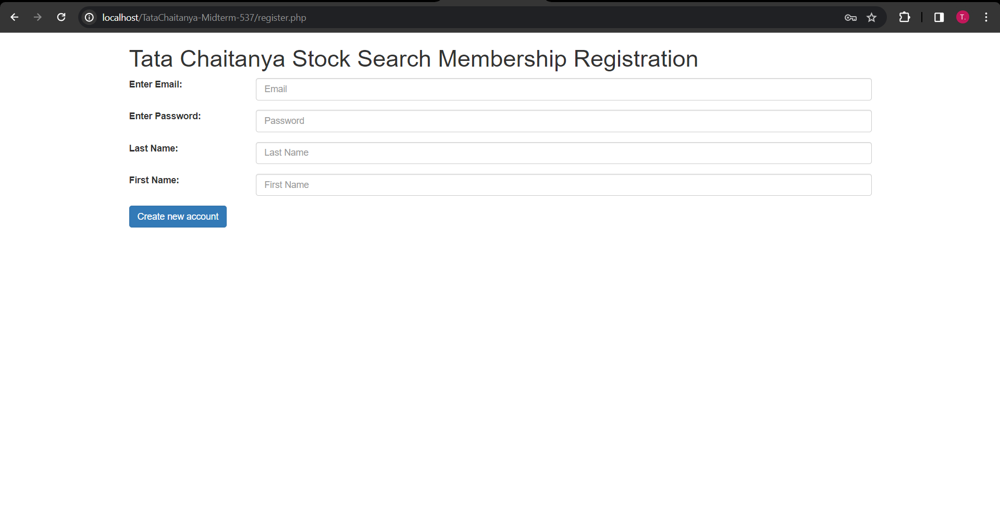 localhost/TataChaitanya-Midterm-537/register.php
T.
Tata Chaitanya Stock Search Membership Registration
Enter Email:
Email
Enter Password:
Password
Last Name:
Last Name
First Name:
First Name
Create new account